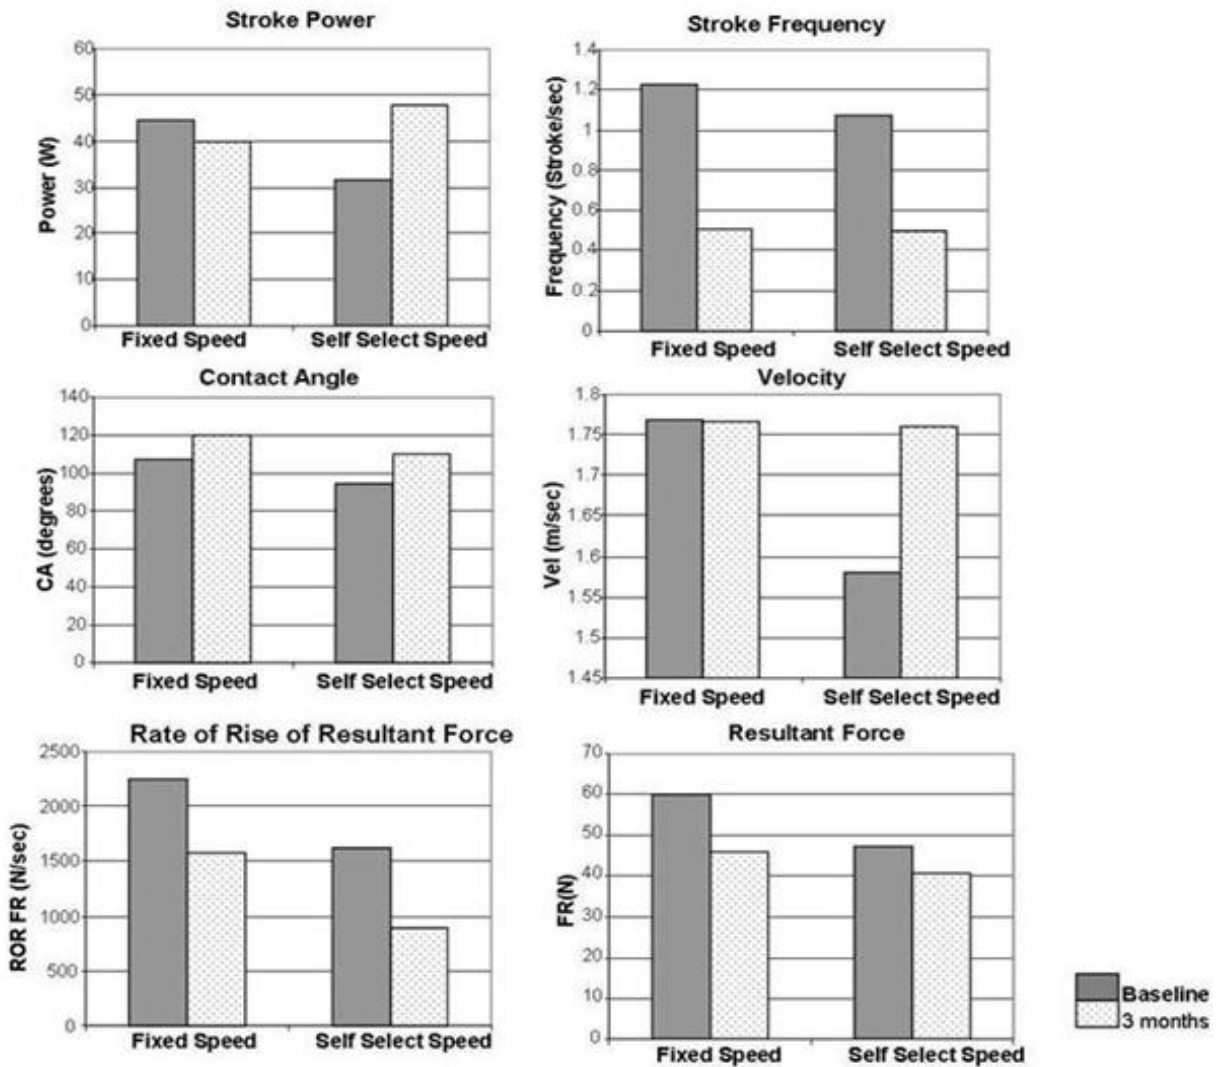 Stroke Power
60
50
40
30
20
10
0
Power (W)
Fixed Speed
Self Select Speed
Stroke Frequency
1.4
1.2
1
0.8
0.6
0.4
0.2
0
Frequency (Stroke/sec)
Fixed Speed
Self Select Speed
Contact Angle
140
120
100
80
60
40
20
0
CA (degrees)
Fixed Speed
Self Select Speed
Velocity
1.8
1.75
1.7
1.65
1.6
1.55
1.5
1.45
Vel (m/sec)
Fixed Speed
Self Select Speed
Rate of Rise of Resultant Force
2500
2000
1500
1000
500
0
ROR FR (N/sec)
Fixed Speed
Self Select Speed
Resultant Force
70
60
50
40
30
20
10
0
FR(N)
Fixed Speed
Self Select Speed
Baseline
3 months